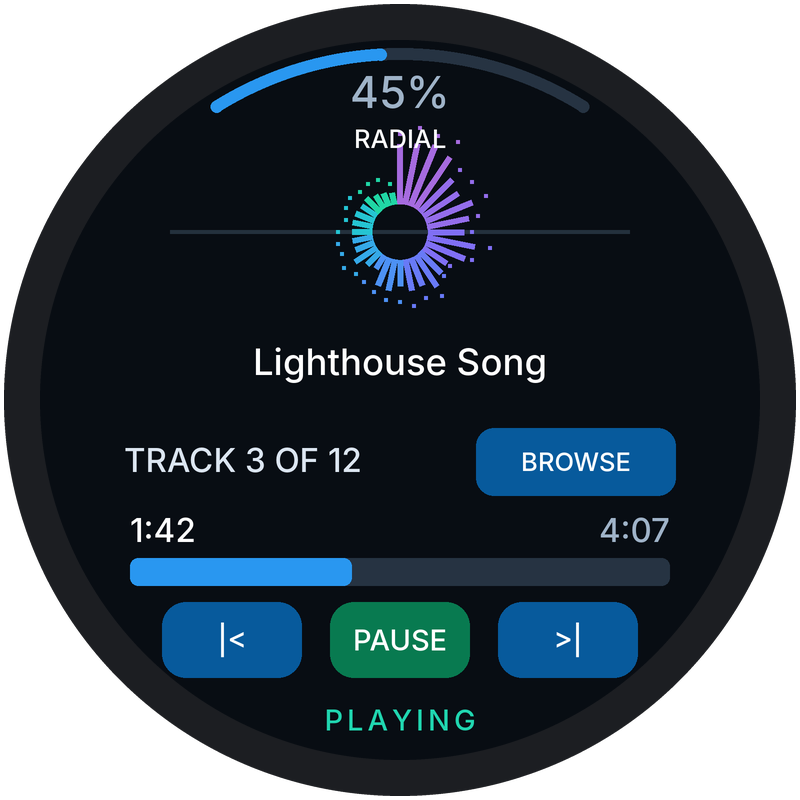 45%
RADIAL
Lighthouse Song
TRACK 3 OF 12
BROWSE
1:42
4:07
|<
PAUSE
>|
PLAYING